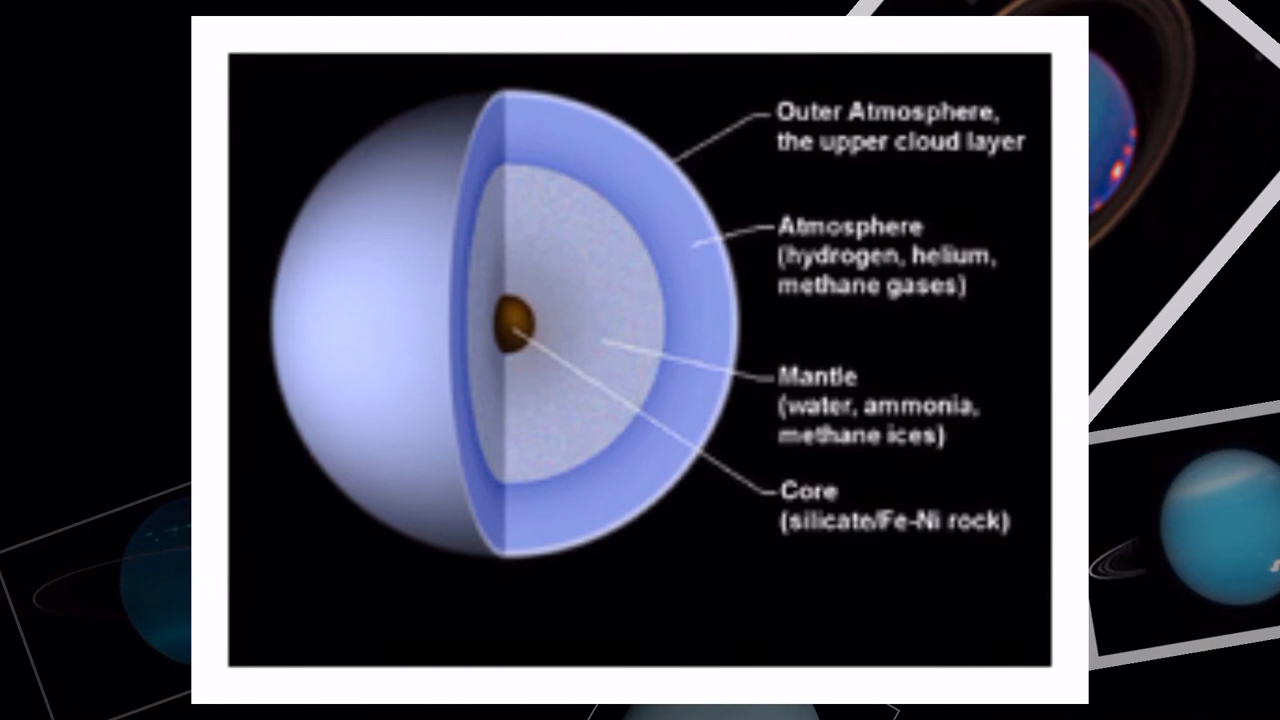 Outer Atmosphere,
the upper cloud layer
Atmosphere
(hydrogen, helium,
methane gases)
Mantle
(water, ammonia,
methane ices)
Core
(silicate/Fe-Ni rock)